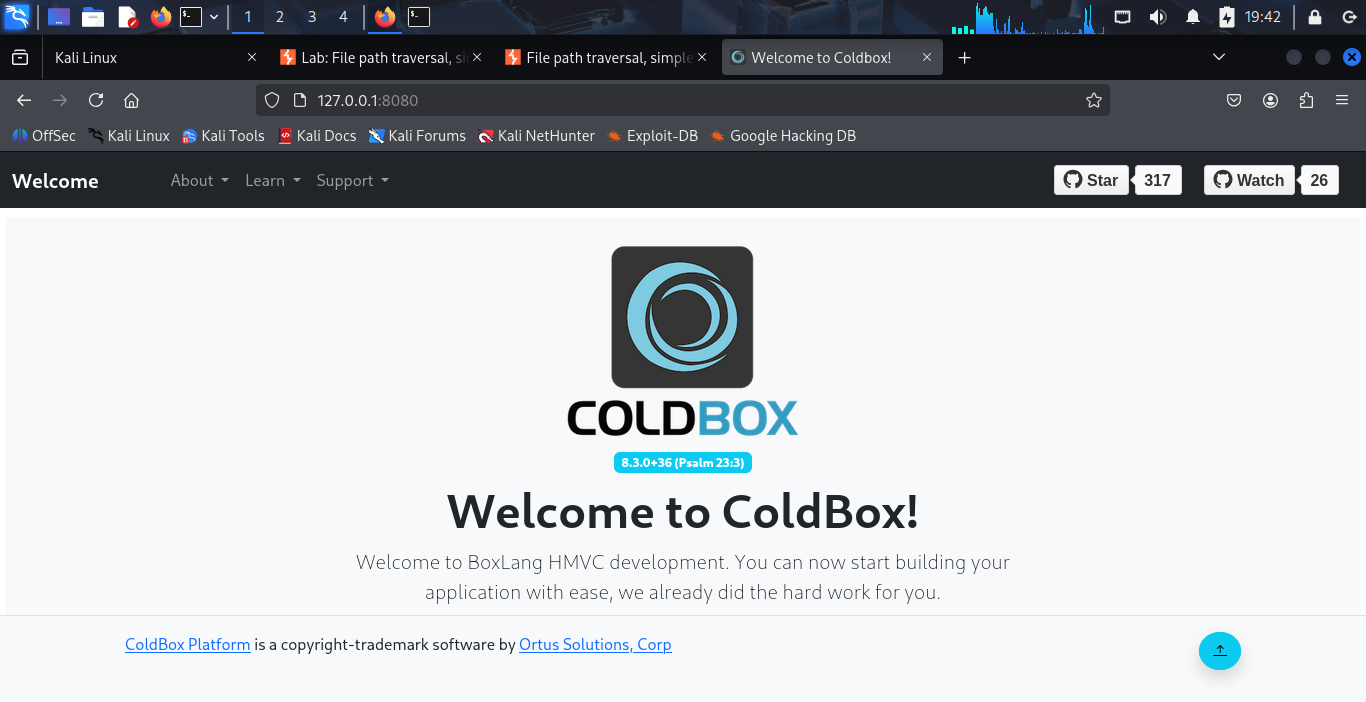 1 2 3 4 19:42
Kali Linux Lab: File path traversal, si File path traversal, simple Welcome to Coldbox!
127.0.0.1:8080
OffSec Kali Linux Kali Tools Kali Docs Kali Forums Kali NetHunter Exploit-DB Google Hacking DB
Welcome About Learn Support Star 317 Watch 26
COLDBOX
8.3.0+36 (Psalm 23:3)
Welcome to ColdBox!
Welcome to BoxLang HMVC development. You can now start building your
application with ease, we already did the hard work for you.
ColdBox Platform is a copyright-trademark software by Ortus Solutions, Corp